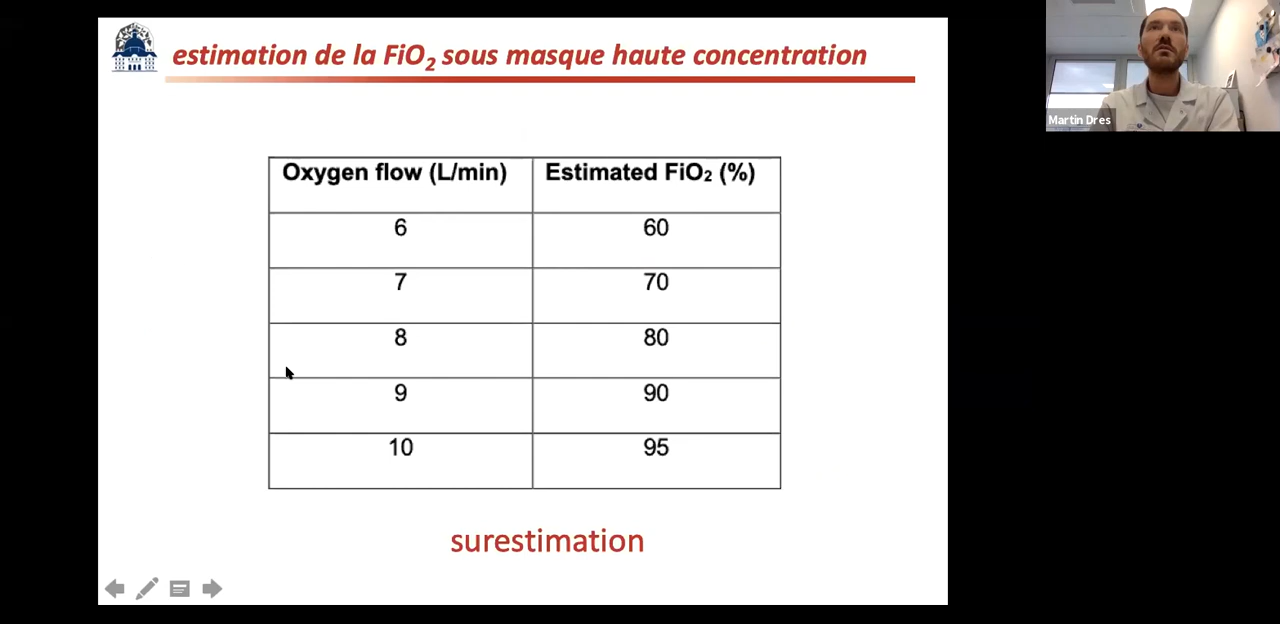 estimation de la FiO₂ sous masque haute concentration
Martin Dres
Oxygen flow (L/min) Estimated FiO₂ (%)
6 60
7 70
8 80
9 90
10 95
surestimation